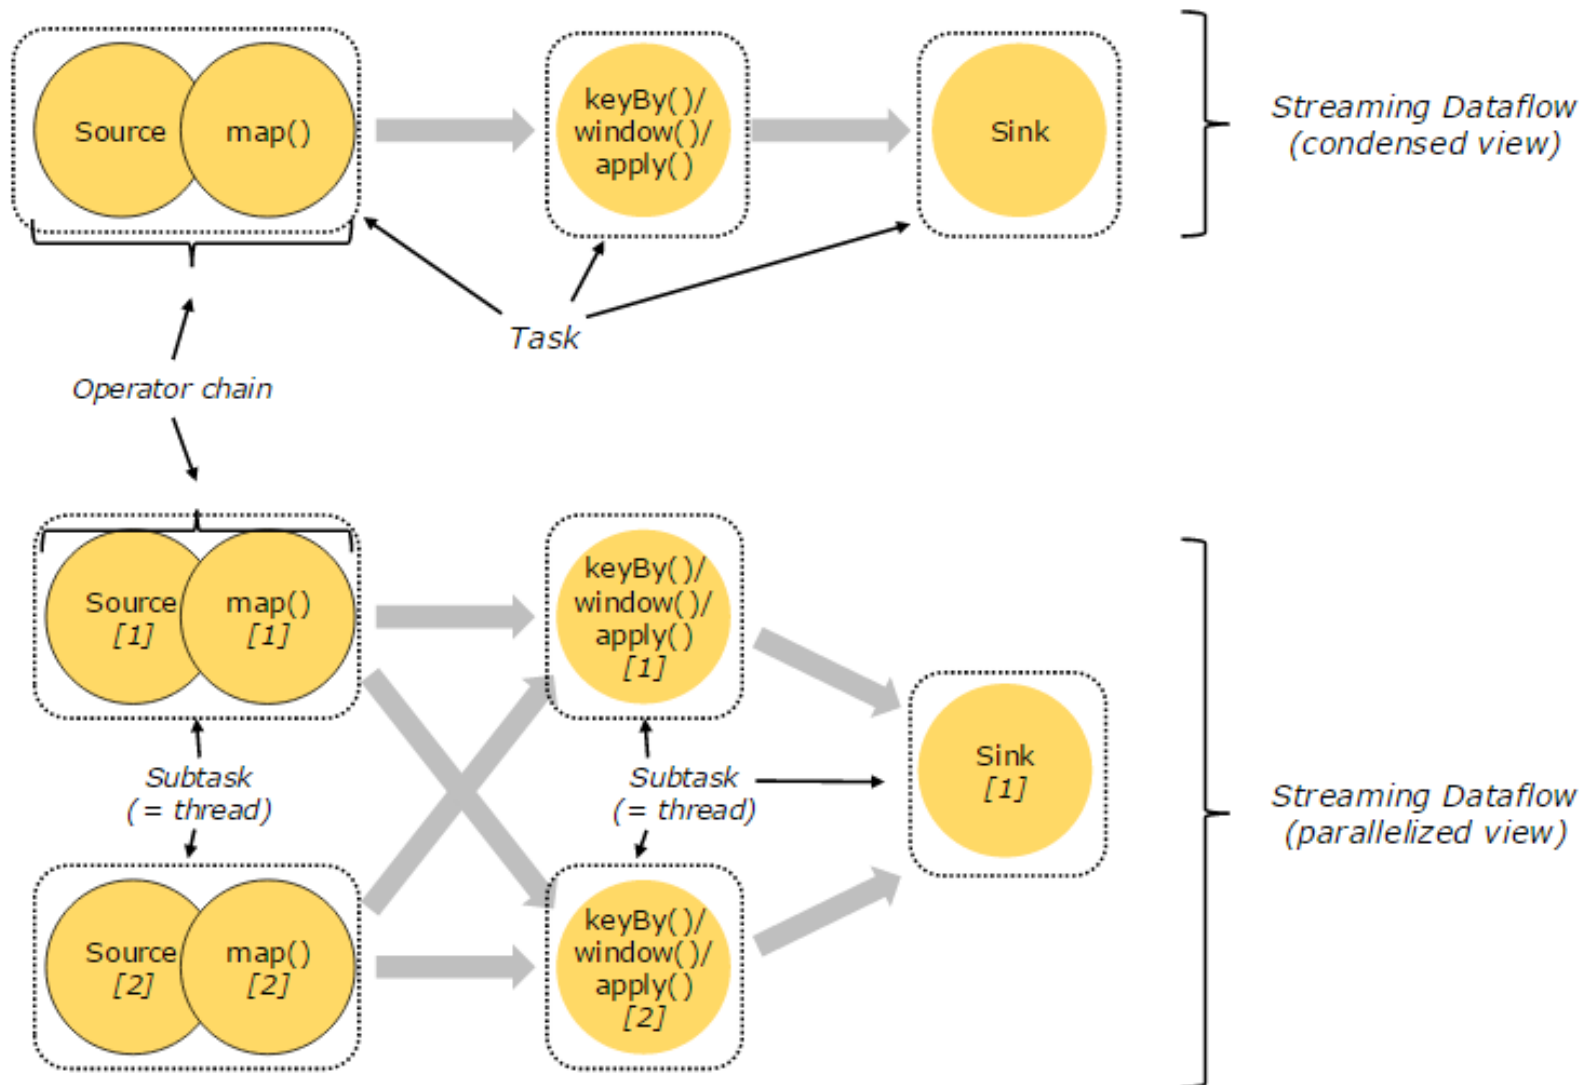 Source
map()
keyBy()/
window()/
apply()
Sink
Streaming Dataflow
(condensed view)
Task
Operator chain
Source
[1]
map()
[1]
keyBy()/
window()/
apply()
[1]
Subtask
(= thread)
Subtask
(= thread)
Sink
[1]
Streaming Dataflow
(parallelized view)
Source
[2]
map()
[2]
keyBy()/
window()/
apply()
[2]